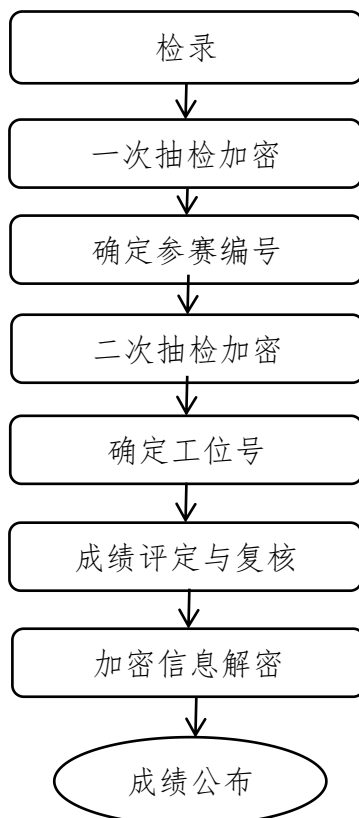 检录
一次抽检加密
确定参赛编号
二次抽检加密
确定工位号
成绩评定与复核
加密信息解密
成绩公布